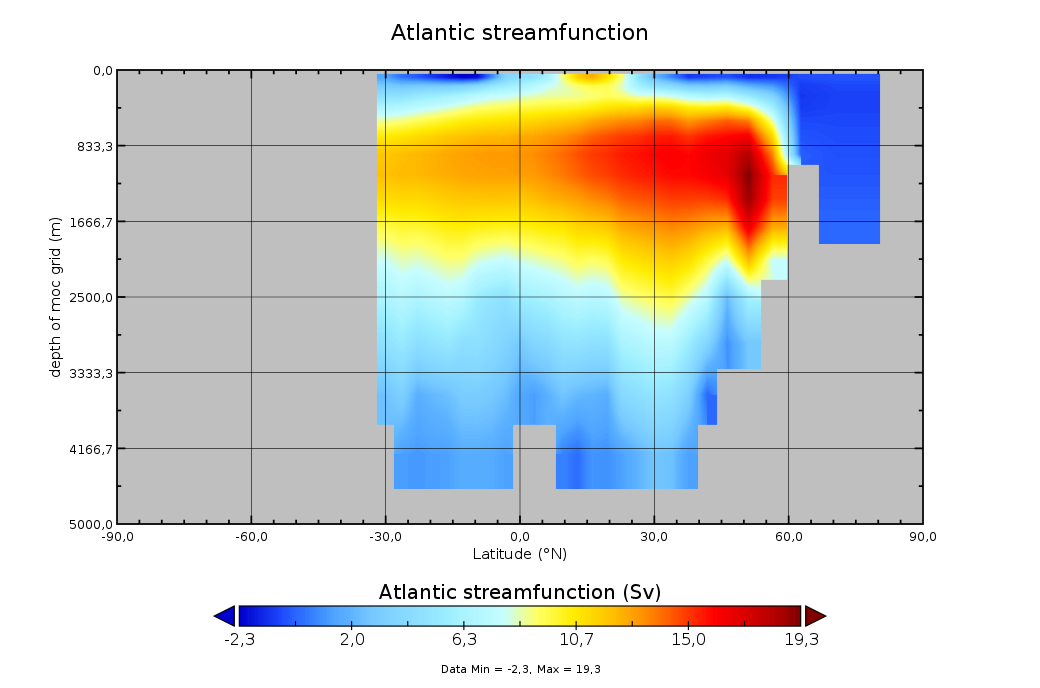 Atlantic streamfunction
0,0
833,3
1666,7
2500,0
3333,3
4166,7
5000,0
depth of moc grid (m)
-90,0 -60,0 -30,0 0,0 30,0 60,0 90,0
Latitude (°N)
Atlantic streamfunction (Sv)
-2,3 2,0 6,3 10,7 15,0 19,3
Data Min = -2,3, Max = 19,3